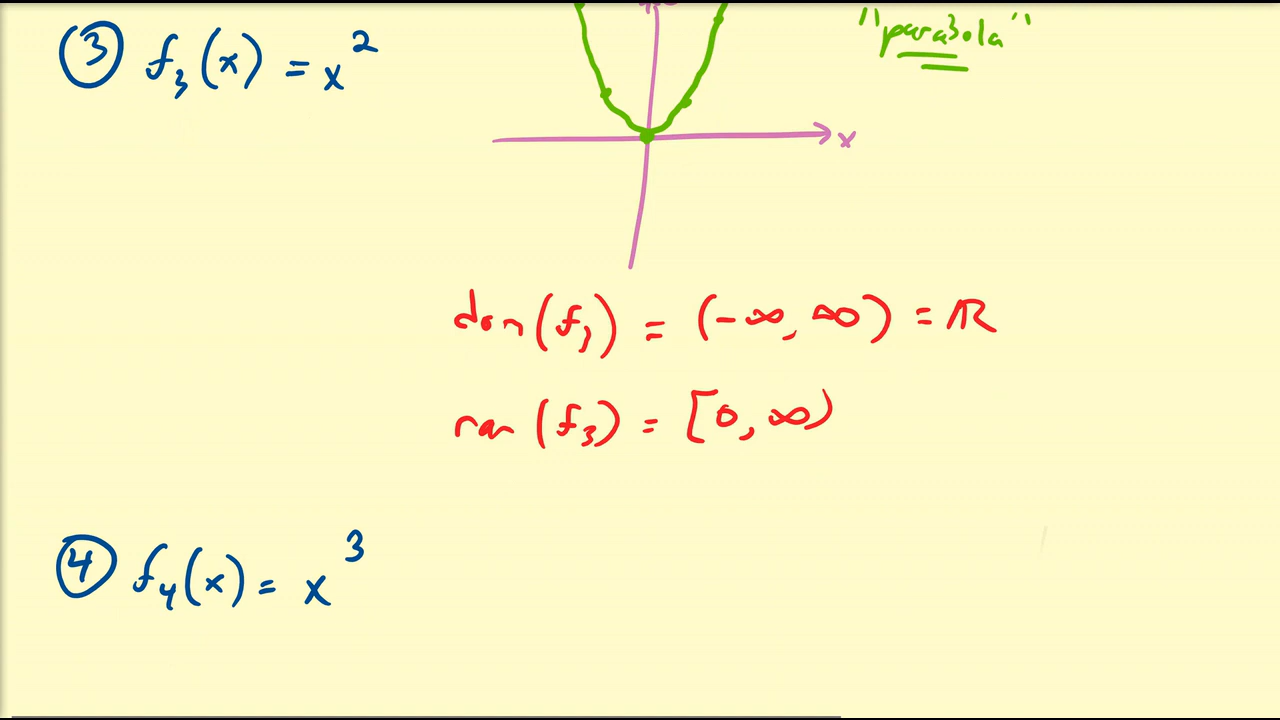 ③ f₃(x) = x²
"parabola"
x
dom(f₃) = (-∞, ∞) = ℝ
ran(f₃) = [0, ∞)
④ f₄(x) = x³